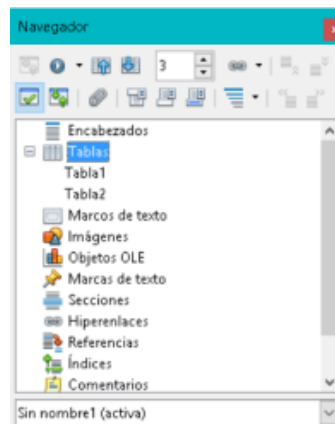 Navegador
3
Encabezados
Tablas
Tabla1
Tabla2
Marcos de texto
Imágenes
Objetos OLE
Marcas de texto
Secciones
Hiperenlaces
Referencias
Índices
Comentarios
Sin nombre1 (activa)